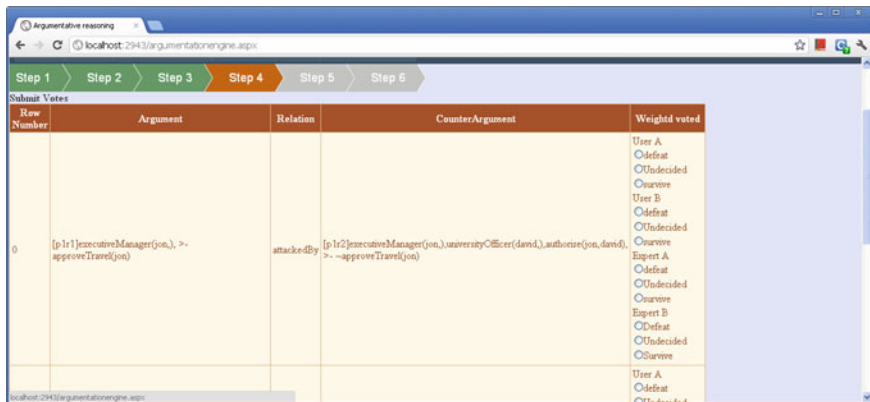 Argumentative reasoning
localhost:2943/argumentationengine.aspx
Step 1
Step 2
Step 3
Step 4
Step 5
Step 6
Submit Votes
Row Number
Argument
Relation
CounterArgument
Weightd voted
0
[p1r1]executiveManager(jon,), >-
approveTravel(jon)
attackedBy
[p1r2]executiveManager(jon,),universityOfficer(david,),authorise(jon,david),
>- ~approveTravel(jon)
User A
defeat
Undecided
survive
User B
defeat
Undecided
survive
Expert A
defeat
Undecided
survive
Expert B
Defeat
Undecided
Survive
User A
defeat
Undecided
localhost:2943/argumentationengine.aspx